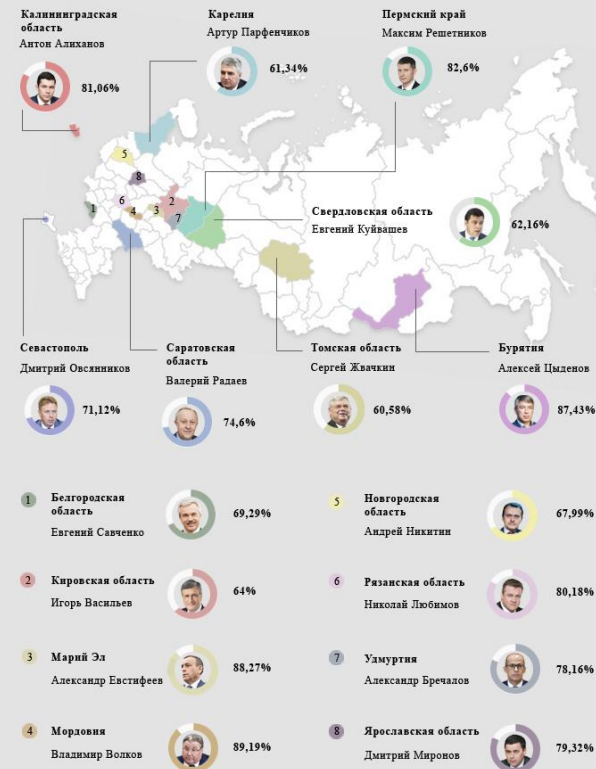 Калининградская
область
Антон Алиханов
81,06%
Карелия
Артур Парфенчиков
61,34%
Пермский край
Максим Решетников
82,6%
5
8
6
2
1
4
3
7
Свердловская область
Евгений Куйвашев
62,16%
Севастополь
Дмитрий Овсянников
71,12%
Саратовская
область
Валерий Радаев
74,6%
Томская область
Сергей Жвачкин
60,58%
Бурятия
Алексей Цыденов
87,43%
1
Белгородская
область
Евгений Савченко
69,29%
5
Новгородская
область
Андрей Никитин
67,99%
2
Кировская область
Игорь Васильев
64%
6
Рязанская область
Николай Любимов
80,18%
3
Марий Эл
Александр Евстифеев
88,27%
7
Удмуртия
Александр Бречалов
78,16%
4
Мордовия
Владимир Волков
89,19%
8
Ярославская область
Дмитрий Миронов
79,32%